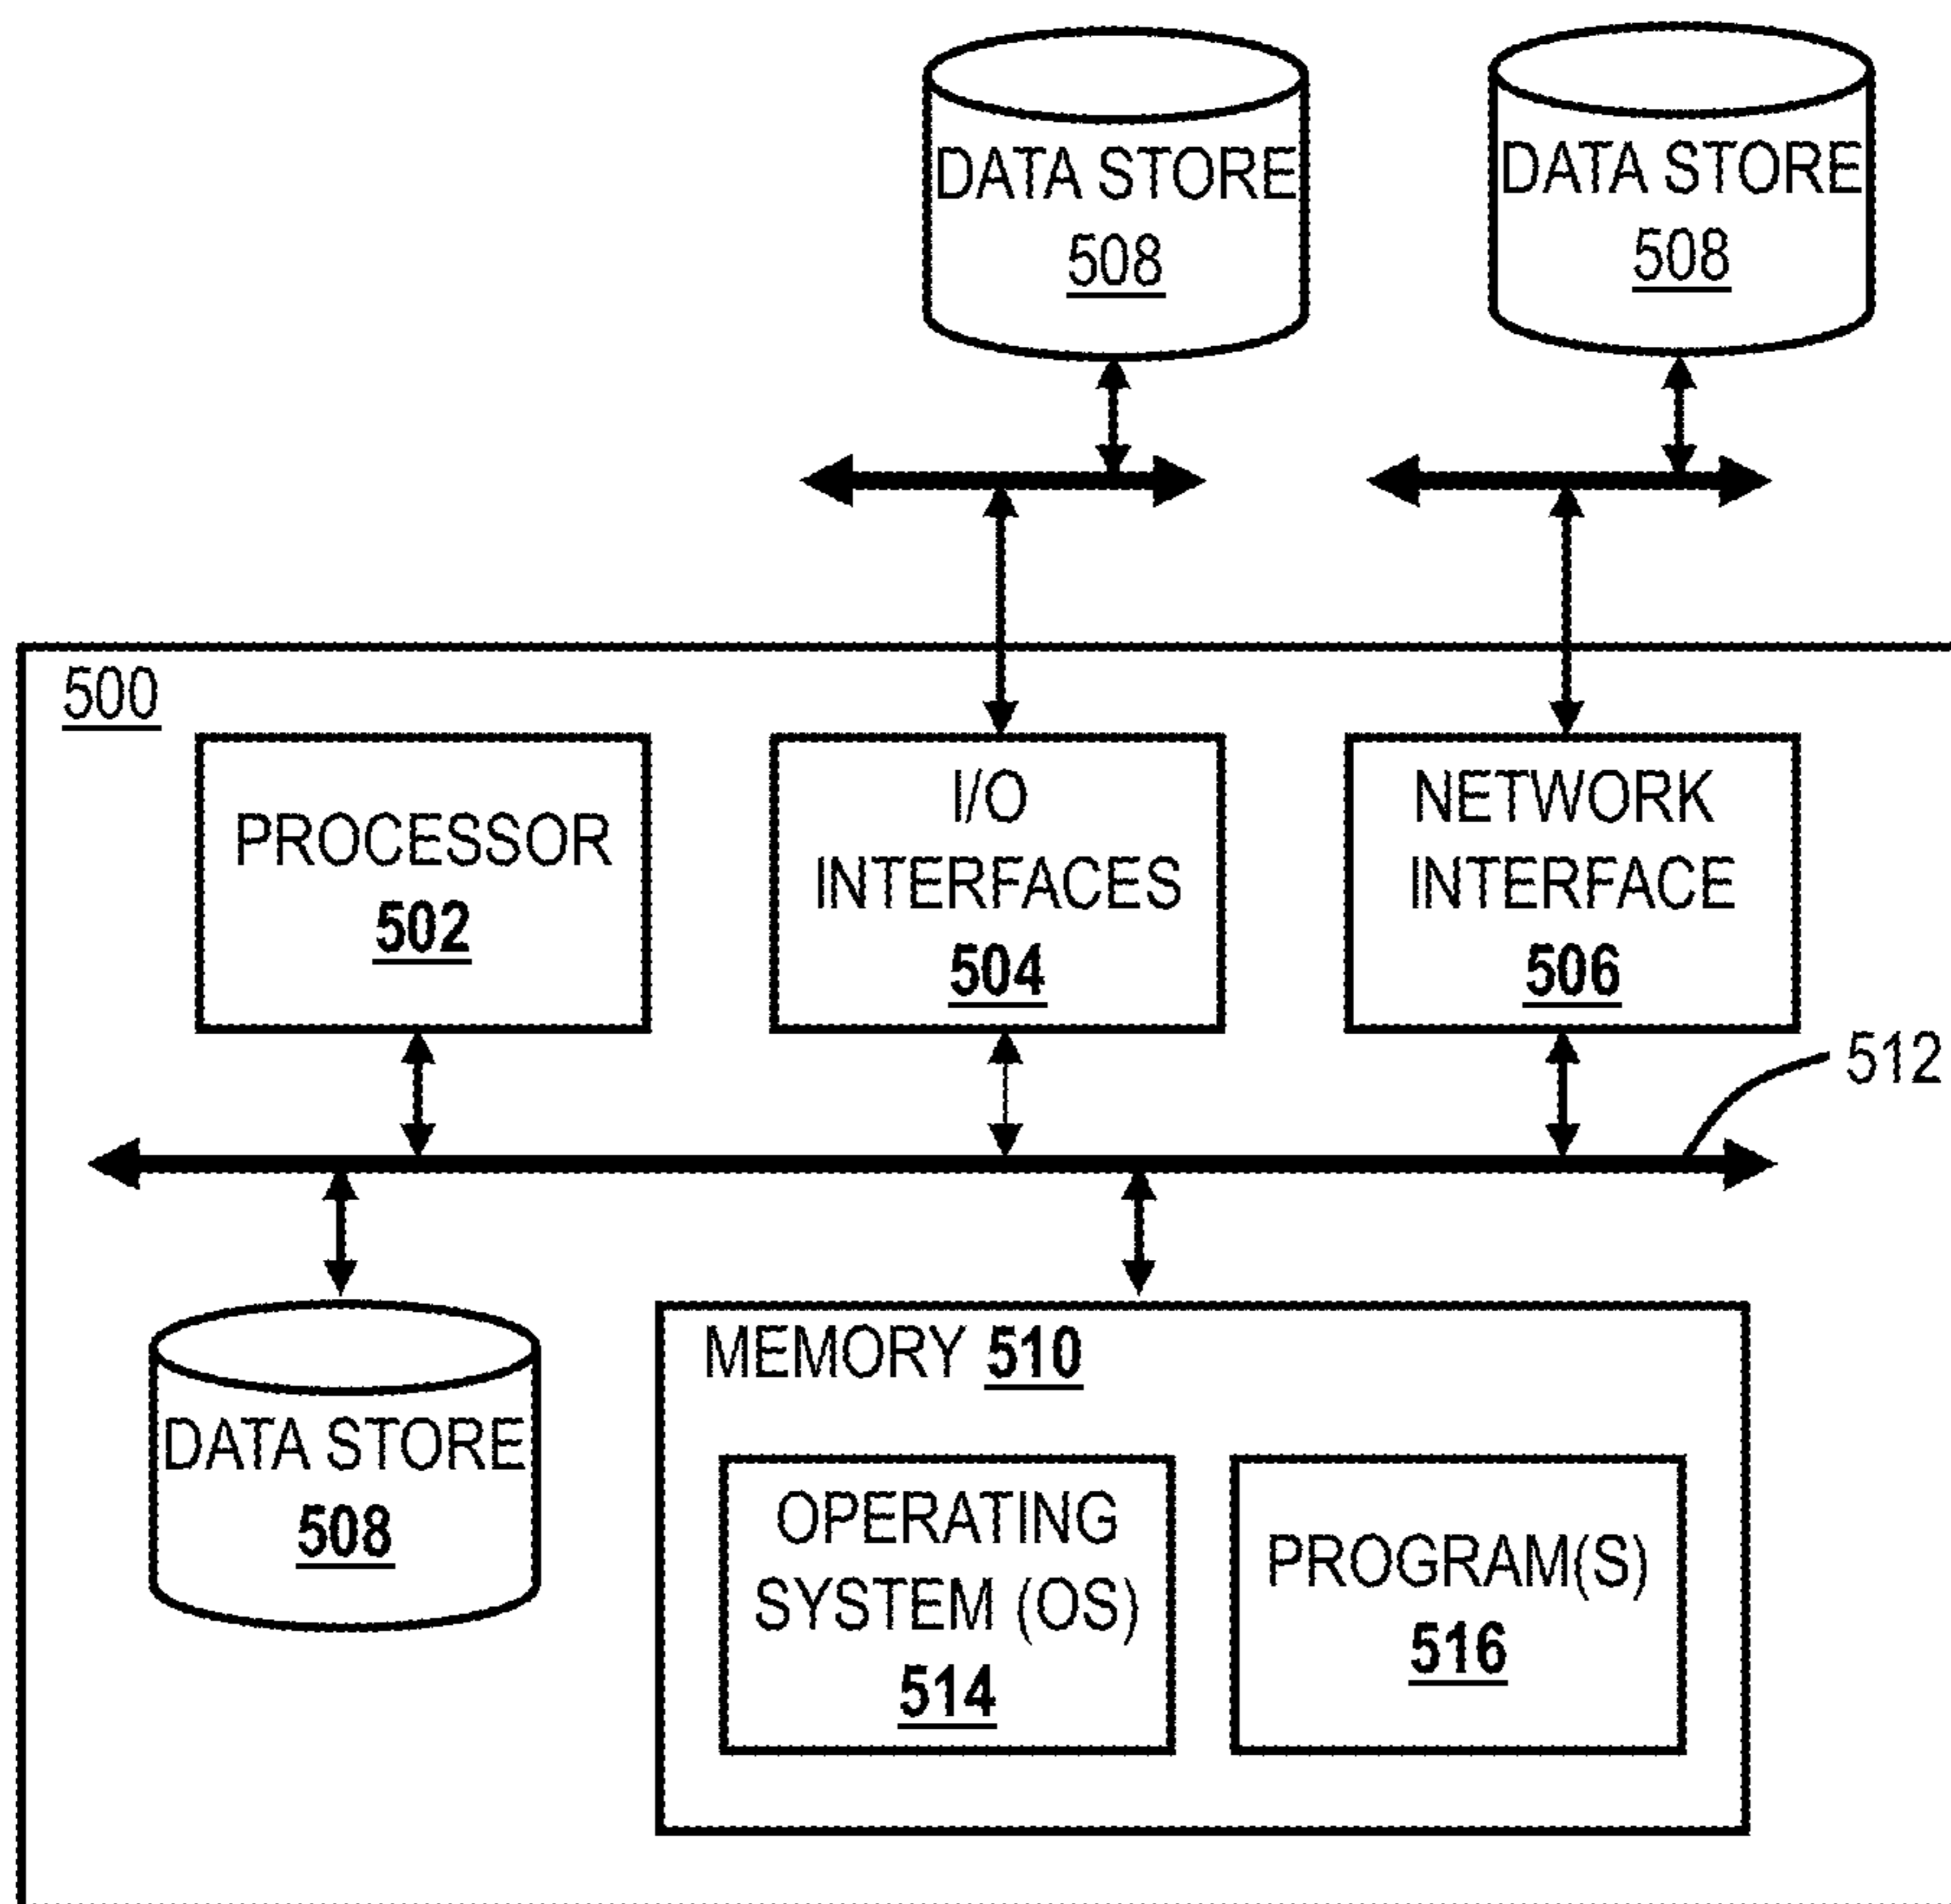 DATA STORE
508
DATA STORE
508
500
PROCESSOR
502
I/O
INTERFACES
504
NETWORK
INTERFACE
506
512
DATA STORE
508
MEMORY 510
OPERATING
SYSTEM (OS)
514
PROGRAM(S)
516